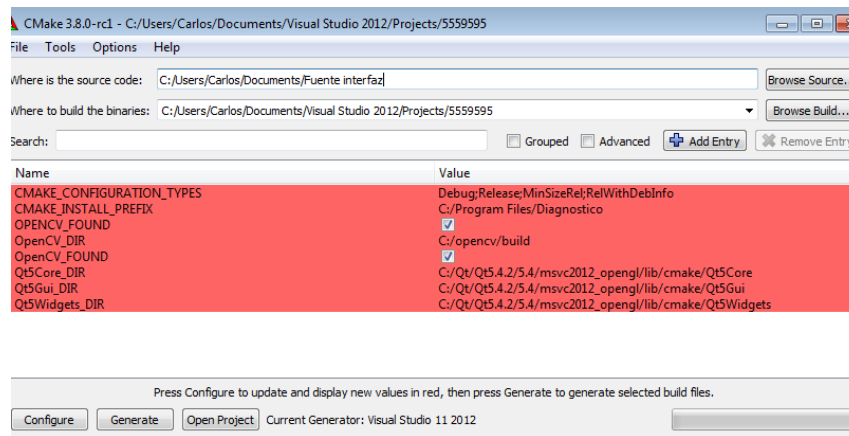 CMake 3.8.0-rc1 - C:/Users/Carlos/Documents/Visual Studio 2012/Projects/5559595
File Tools Options Help
Where is the source code: C:/Users/Carlos/Documents/Fuente interfaz Browse Source...
Where to build the binaries: C:/Users/Carlos/Documents/Visual Studio 2012/Projects/5559595 Browse Build...
Search: Grouped Advanced Add Entry Remove Entry
Name Value
CMAKE_CONFIGURATION_TYPES Debug;Release;MinSizeRel;RelWithDebInfo
CMAKE_INSTALL_PREFIX C:/Program Files/Diagnostico
OPENCV_FOUND
OpenCV_DIR C:/opencv/build
OpenCV_FOUND
Qt5Core_DIR C:/Qt/Qt5.4.2/5.4/msvc2012_opengl/lib/cmake/Qt5Core
Qt5Gui_DIR C:/Qt/Qt5.4.2/5.4/msvc2012_opengl/lib/cmake/Qt5Gui
Qt5Widgets_DIR C:/Qt/Qt5.4.2/5.4/msvc2012_opengl/lib/cmake/Qt5Widgets
Press Configure to update and display new values in red, then press Generate to generate selected build files.
Configure Generate Open Project Current Generator: Visual Studio 11 2012